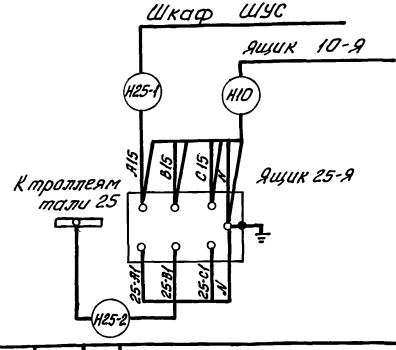 Шкаф ШУС
Ящик 10-Я
Н25-1
Н10
А15
В15
С15
N
Ящик 25-Я
К троллеям
тали 25
25-А1
25-В1
25-С1
N
Н25-2